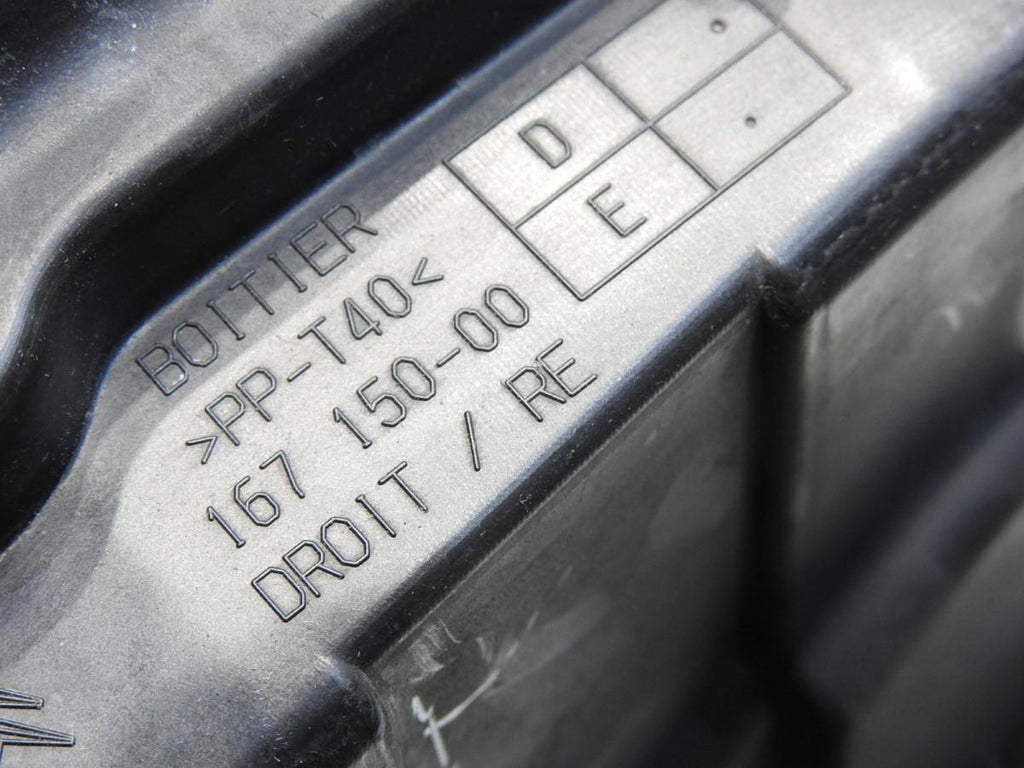 BOITIER
>PP-T40<
167 150-00
DROIT / RE
D
E